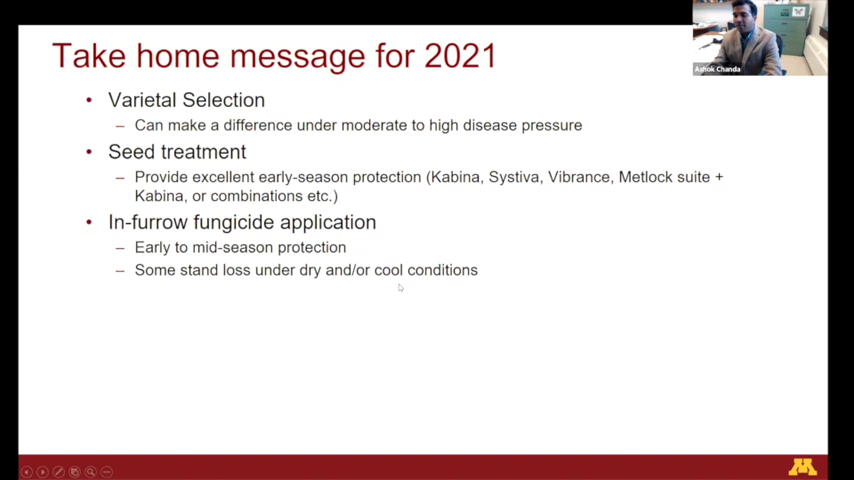 Take home message for 2021
Ashok Chanda
• Varietal Selection
– Can make a difference under moderate to high disease pressure
• Seed treatment
– Provide excellent early-season protection (Kabina, Systiva, Vibrance, Metlock suite +
Kabina, or combinations etc.)
• In-furrow fungicide application
– Early to mid-season protection
– Some stand loss under dry and/or cool conditions
M